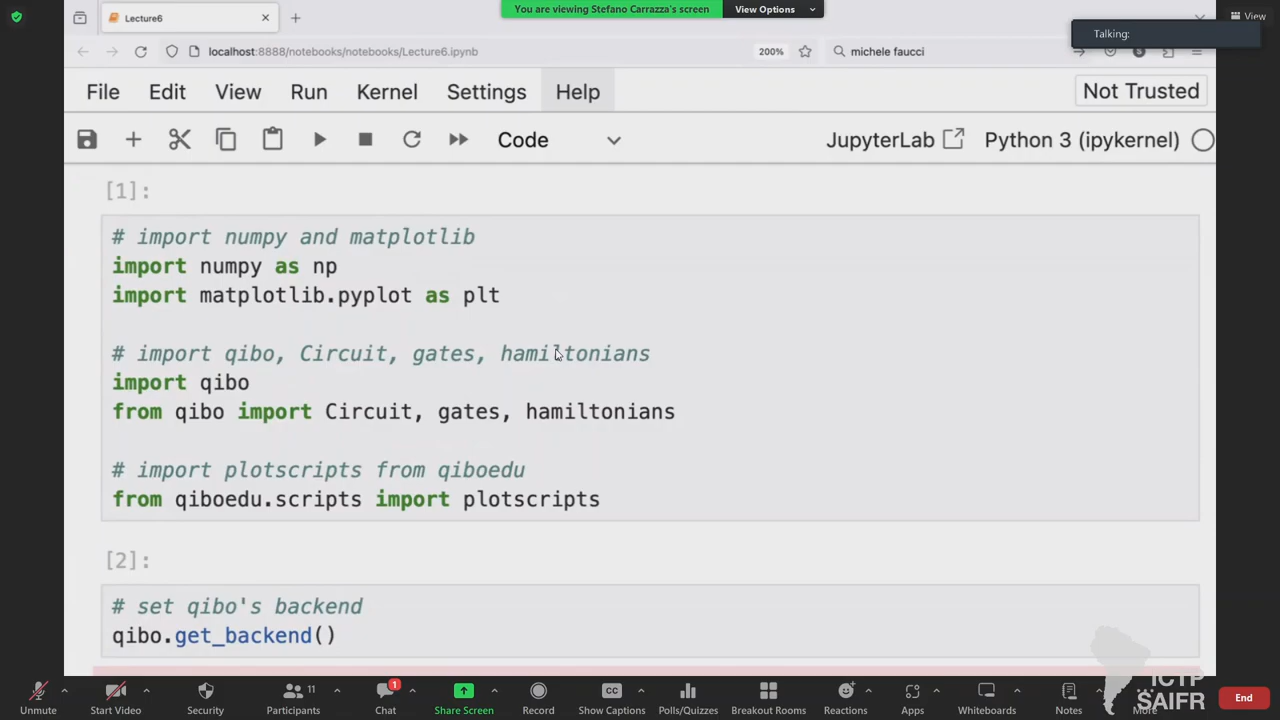 Lecture6
You are viewing Stefano Carrazza's screen
View Options
View
Talking:
localhost:8888/notebooks/notebooks/Lecture6.ipynb
200%
michele faucci
File Edit View Run Kernel Settings Help
Not Trusted
Code
JupyterLab
Python 3 (ipykernel)
[1]:
# import numpy and matplotlib
import numpy as np
import matplotlib.pyplot as plt
# import qibo, Circuit, gates, hamiltonians
import qibo
from qibo import Circuit, gates, hamiltonians
# import plotscripts from qiboedu
from qiboedu.scripts import plotscripts
[2]:
# set qibo's backend
qibo.get_backend()
ICTP
SAIFR
11
1
CC
Unmute Start Video Security Participants Chat Share Screen Record Show Captions Polls/Quizzes Breakout Rooms Reactions Apps Whiteboards Notes More
End